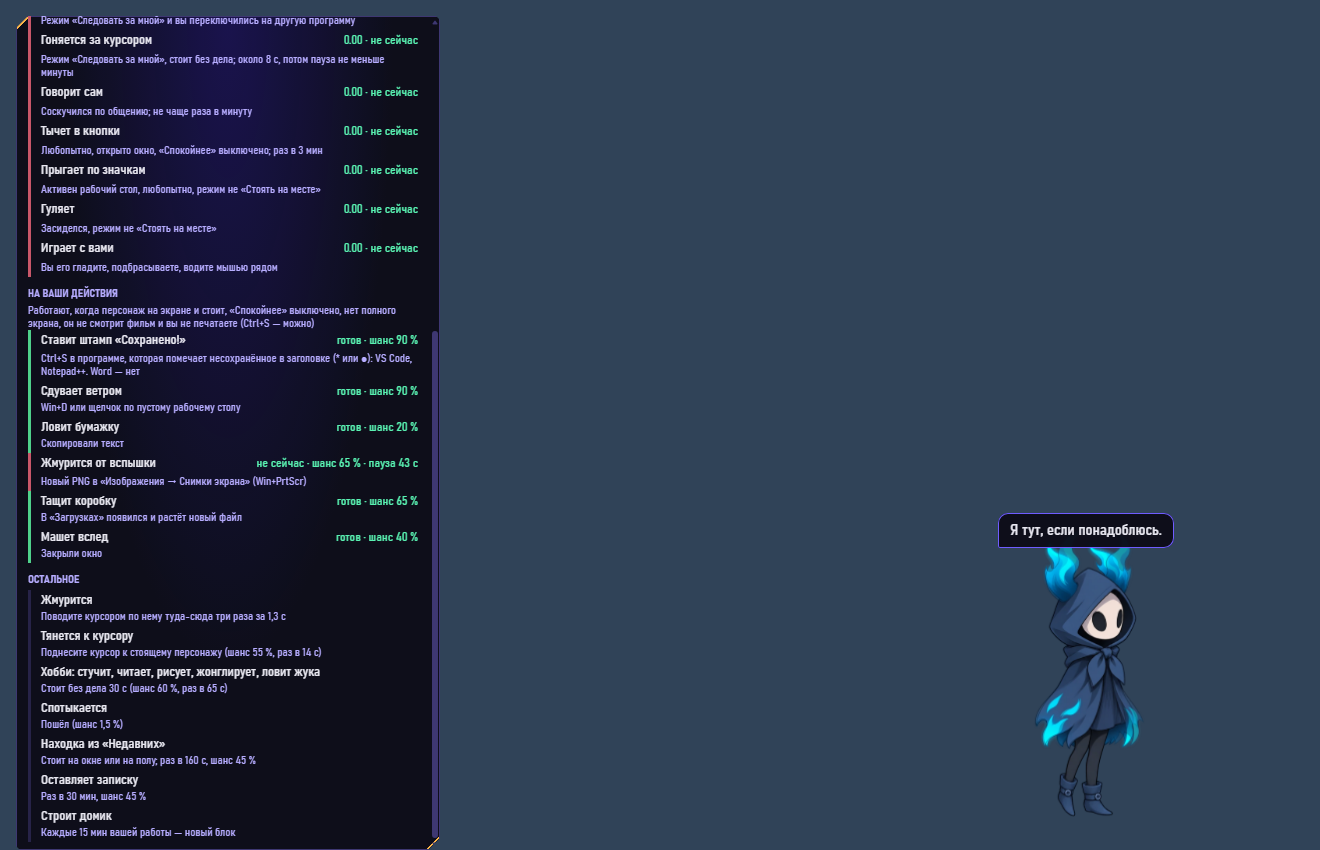 Режим «Следовать за мной» и вы переключились на другую программу
Гоняется за курсором 0.00 · не сейчас
Режим «Следовать за мной», стоит без дела; около 8 с, потом пауза не меньше
минуты
Говорит сам 0.00 · не сейчас
Соскучился по общению; не чаще раза в минуту
Тычет в кнопки 0.00 · не сейчас
Любопытно, открыто окно, «Спокойнее» выключено; раз в 3 мин
Прыгает по значкам 0.00 · не сейчас
Активен рабочий стол, любопытно, режим не «Стоять на месте»
Гуляет 0.00 · не сейчас
Засиделся, режим не «Стоять на месте»
Играет с вами 0.00 · не сейчас
Вы его гладите, подбрасываете, водите мышью рядом
НА ВАШИ ДЕЙСТВИЯ
Работают, когда персонаж на экране и стоит, «Спокойнее» выключено, нет полного
экрана, он не смотрит фильм и вы не печатаете (Ctrl+S — можно)
Ставит штамп «Сохранено!» готов · шанс 90 %
Ctrl+S в программе, которая помечает несохранённое в заголовке (* или ●): VS Code,
Notepad++. Word — нет
Сдувает ветром готов · шанс 90 %
Win+D или щелчок по пустому рабочему столу
Ловит бумажку готов · шанс 20 %
Скопировали текст
Жмурится от вспышки не сейчас · шанс 65 % · пауза 43 с
Новый PNG в «Изображения → Снимки экрана» (Win+PrtScr)
Тащит коробку готов · шанс 65 %
В «Загрузках» появился и растёт новый файл
Машет вслед готов · шанс 40 %
Закрыли окно
ОСТАЛЬНОЕ
Жмурится
Поводите курсором по нему туда-сюда три раза за 1,3 с
Тянется к курсору
Поднесите курсор к стоящему персонажу (шанс 55 %, раз в 14 с)
Хобби: стучит, читает, рисует, жонглирует, ловит жука
Стоит без дела 30 с (шанс 60 %, раз в 65 с)
Спотыкается
Пошёл (шанс 1,5 %)
Находка из «Недавних»
Стоит на окне или на полу; раз в 160 с, шанс 45 %
Оставляет записку
Раз в 30 мин, шанс 45 %
Строит домик
Каждые 15 мин вашей работы — новый блок
Я тут, если понадоблюсь.